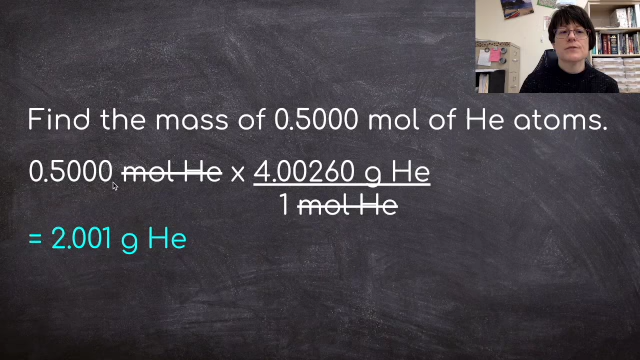 Find the mass of 0.5000 mol of He atoms.
0.5000 mol He x 4.00260 g He
1 mol He
= 2.001 g He